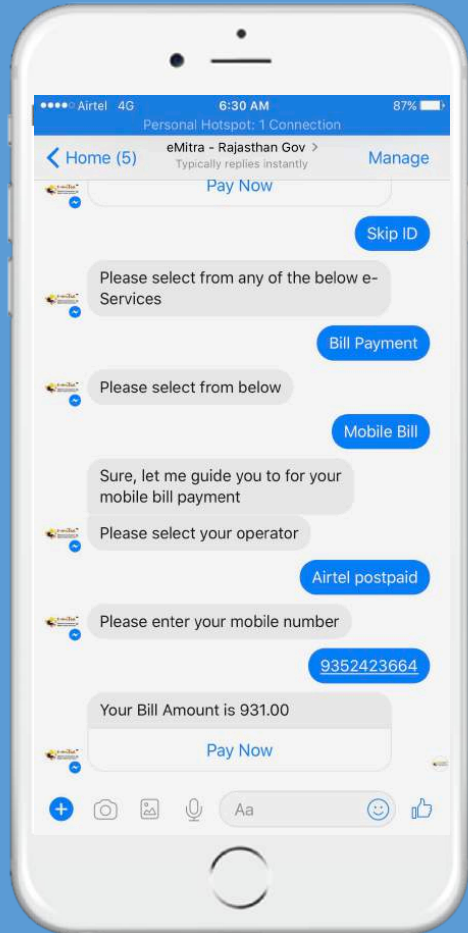 Airtel 4G 6:30 AM 87%
Personal Hotspot: 1 Connection
Home (5) eMitra - Rajasthan Gov Manage
Typically replies instantly
Pay Now
Skip ID
Please select from any of the below e-
Services
Bill Payment
Please select from below
Mobile Bill
Sure, let me guide you to for your
mobile bill payment
Please select your operator
Airtel postpaid
Please enter your mobile number
9352423664
Your Bill Amount is 931.00
Pay Now
Aa